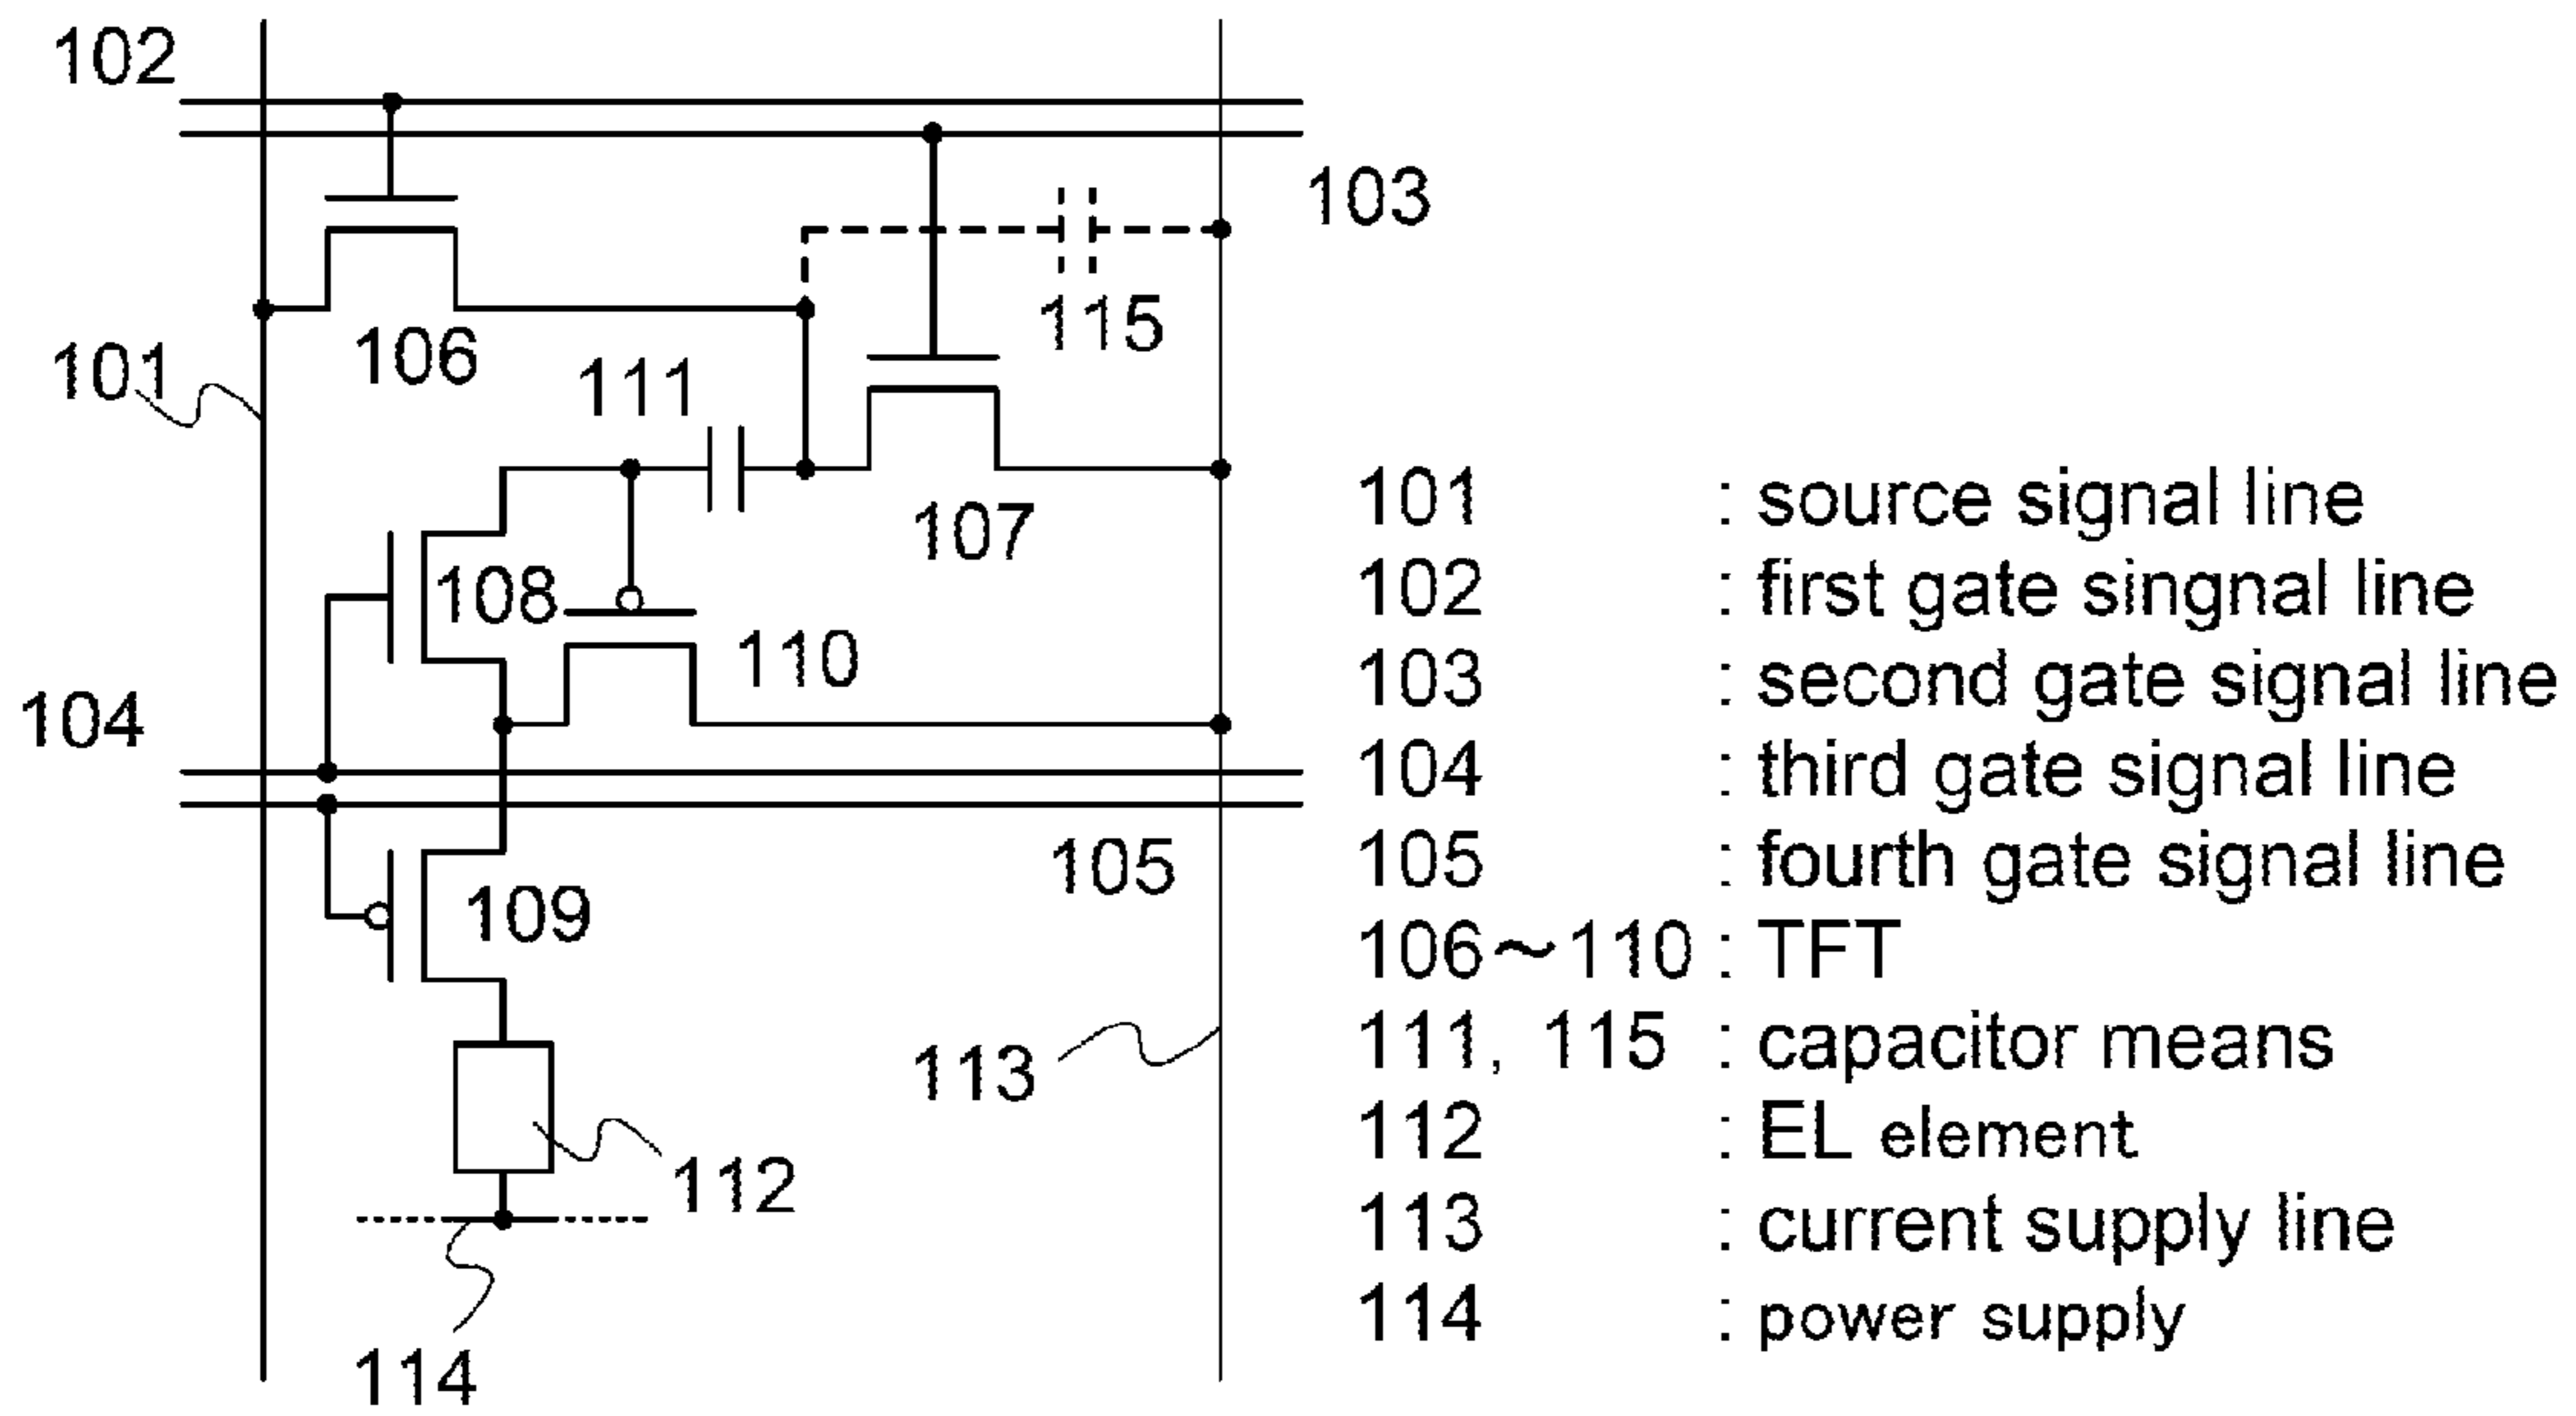 102
103
115
106
101
111
107
108
110
104
105
109
113
112
114
101 : source signal line
102 : first gate singnal line
103 : second gate signal line
104 : third gate signal line
105 : fourth gate signal line
106~110 : TFT
111, 115 : capacitor means
112 : EL element
113 : current supply line
114 : power supply